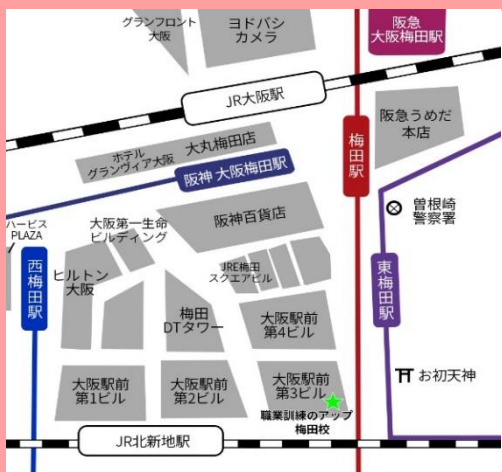 グランフロント
大阪
ヨドバシ
カメラ
阪急
大阪梅田駅
JR大阪駅
阪急うめだ
本店
梅田駅
大丸梅田店
ホテル
グランヴィア大阪
阪神 大阪梅田駅
曽根崎
警察署
ハービス
PLAZA
大阪第一生命
ビルディング
阪神百貨店
西梅田駅
ヒルトン
大阪
JRE梅田
スクエアビル
東梅田駅
梅田
DTタワー
大阪駅前
第4ビル
お初天神
大阪駅前
第1ビル
大阪駅前
第2ビル
大阪駅前
第3ビル
職業訓練のアップ
梅田校
JR北新地駅